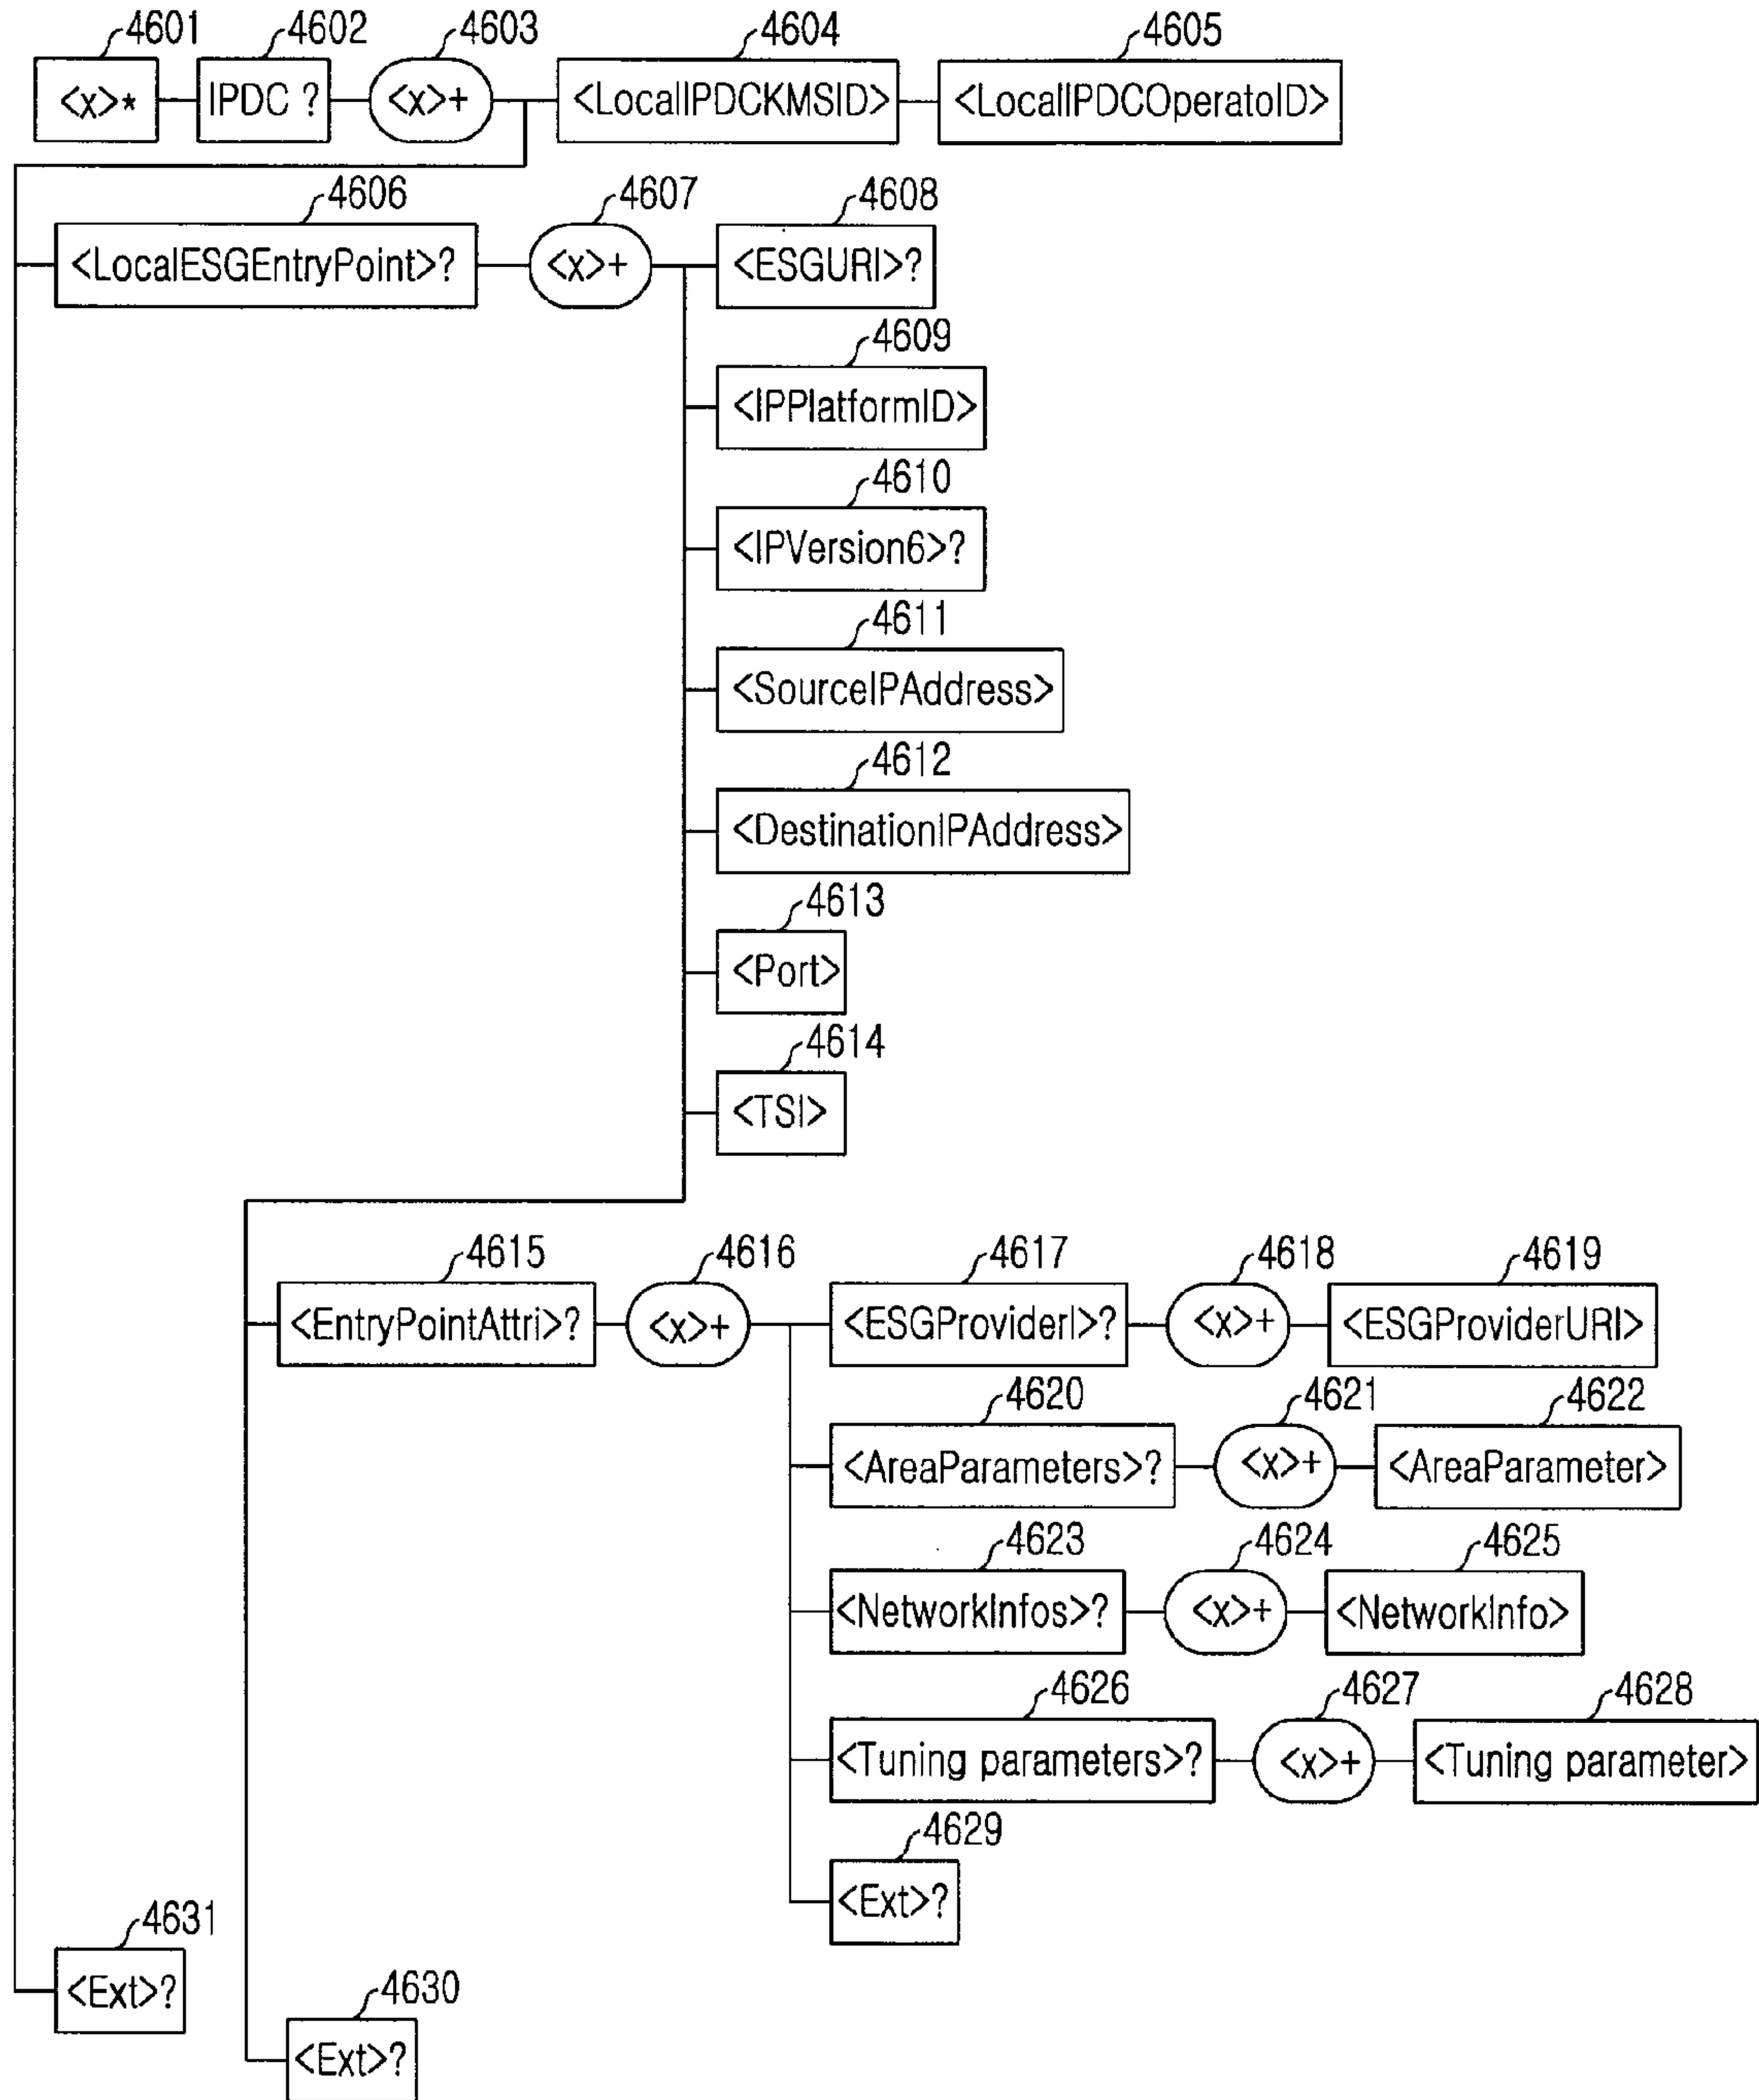 4601 4602 4603 4604 4605
<x>* IPDC ? <x>+ <LocalIPDCKMSID> <LocalIPDCOperatoID>
4606 4607 4608
<LocalESGEntryPoint>? <x>+ <ESGURI>?
4609
<IPPlatformID>
4610
<IPVersion6>?
4611
<SourceIPAddress>
4612
<DestinationIPAddress>
4613
<Port>
4614
<TSI>
4615 4616 4617 4618 4619
<EntryPointAttri>? <x>+ <ESGProviderI>? <x>+ <ESGProviderURI>
4620 4621 4622
<AreaParameters>? <x>+ <AreaParameter>
4623 4624 4625
<NetworkInfos>? <x>+ <NetworkInfo>
4626 4627 4628
<Tuning parameters>? <x>+ <Tuning parameter>
4629
<Ext>?
4631
<Ext>?
4630
<Ext>?